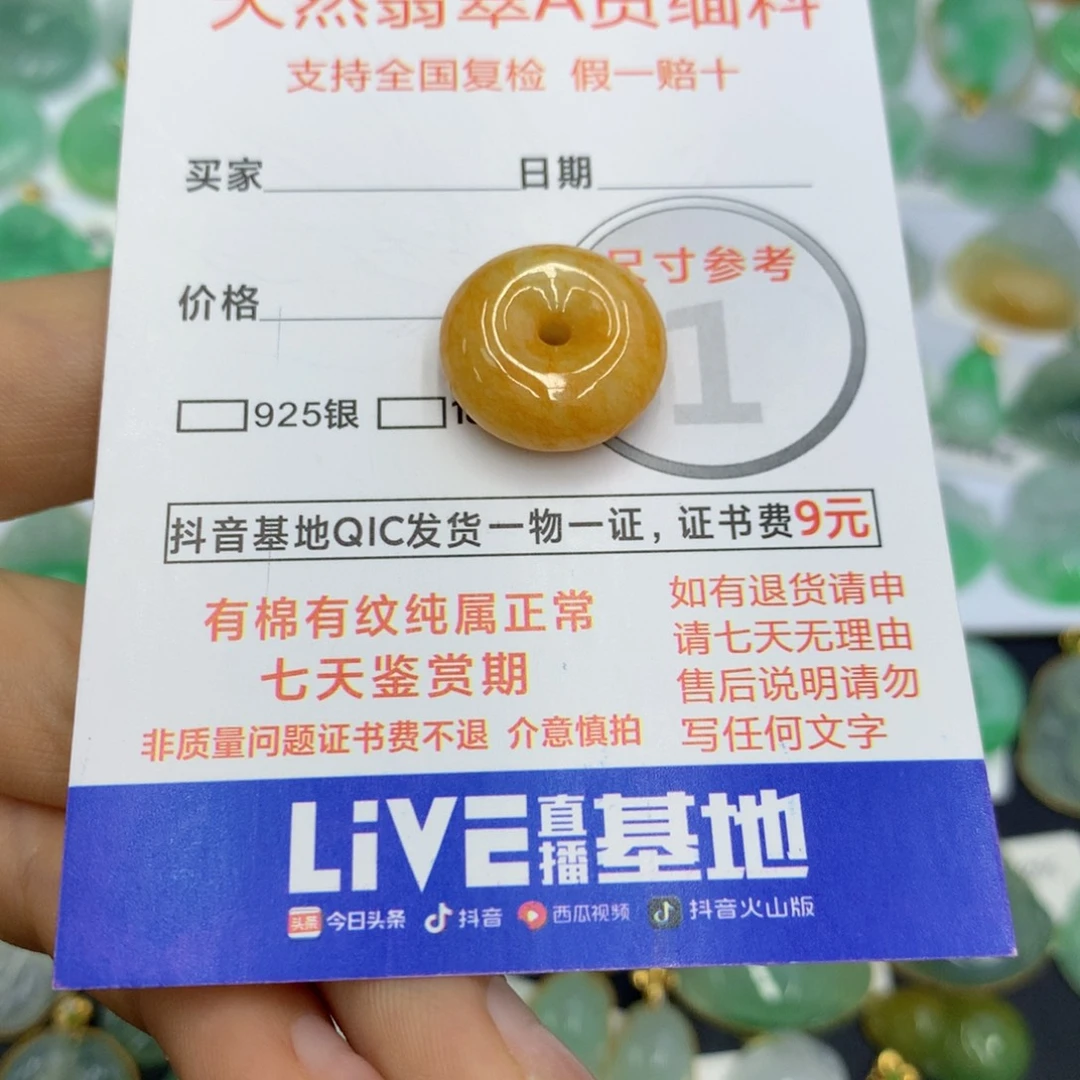 天然翡翠A货缅料
支持全国复检 假一赔十
买家 日期
尺寸参考
价格
1
925银
抖音基地QIC发货一物一证，证书费9元
有棉有纹纯属正常
七天鉴赏期
非质量问题证书费不退 介意慎拍
如有退货请申
请七天无理由
售后说明请勿
写任何文字
LiVE直播基地
头条 今日头条 抖音 西瓜视频 抖音火山版